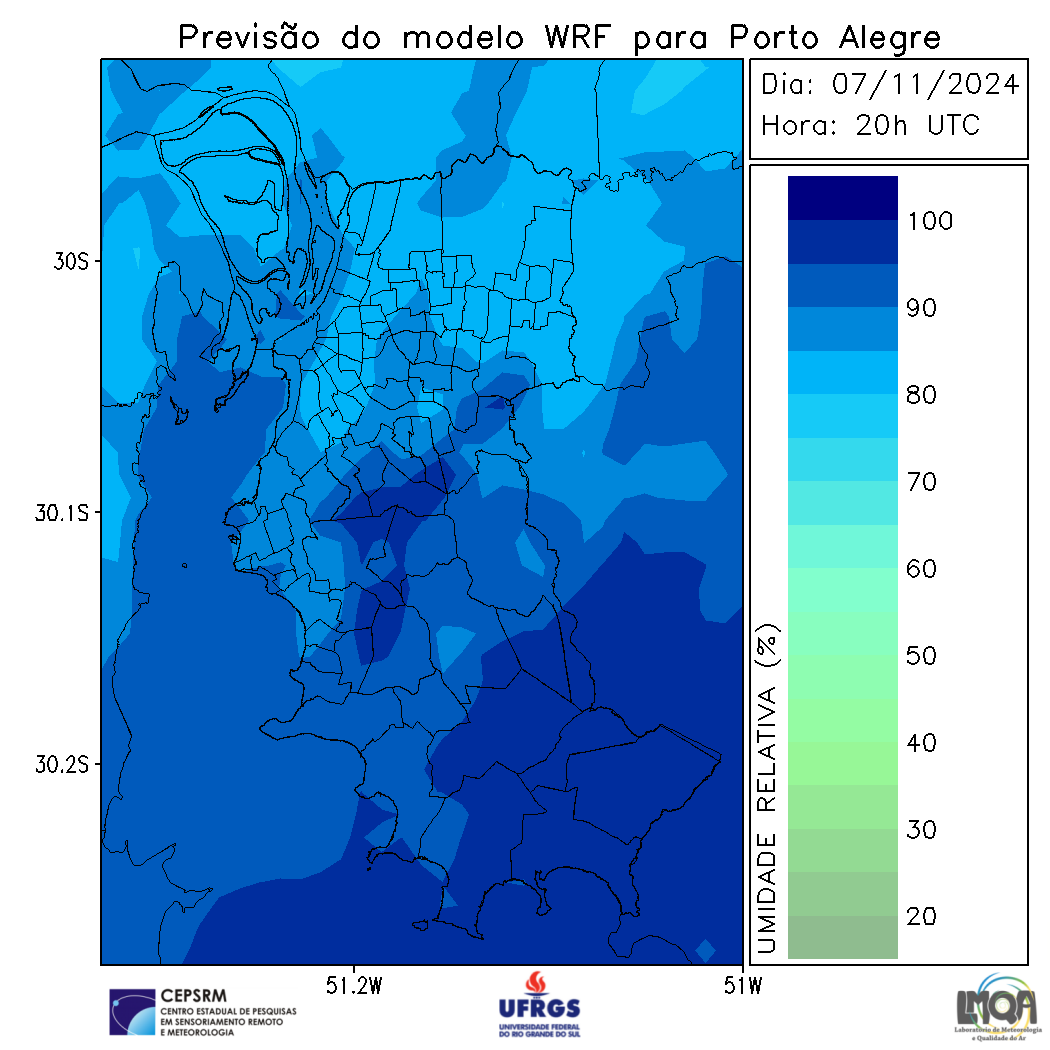 Previsão do modelo WRF para Porto Alegre
Dia: 07/11/2024
Hora: 20h UTC
100
90
80
70
60
50
40
30
20
UMIDADE RELATIVA (%)
30S
30.1S
30.2S
51.2W
51W
CEPSRM
CENTRO ESTADUAL DE PESQUISAS
EM SENSORIAMENTO REMOTO
E METEOROLOGIA
UFRGS
UNIVERSIDADE FEDERAL
DO RIO GRANDE DO SUL
LMQA
Laboratório de Meteorologia
e Qualidade do Ar